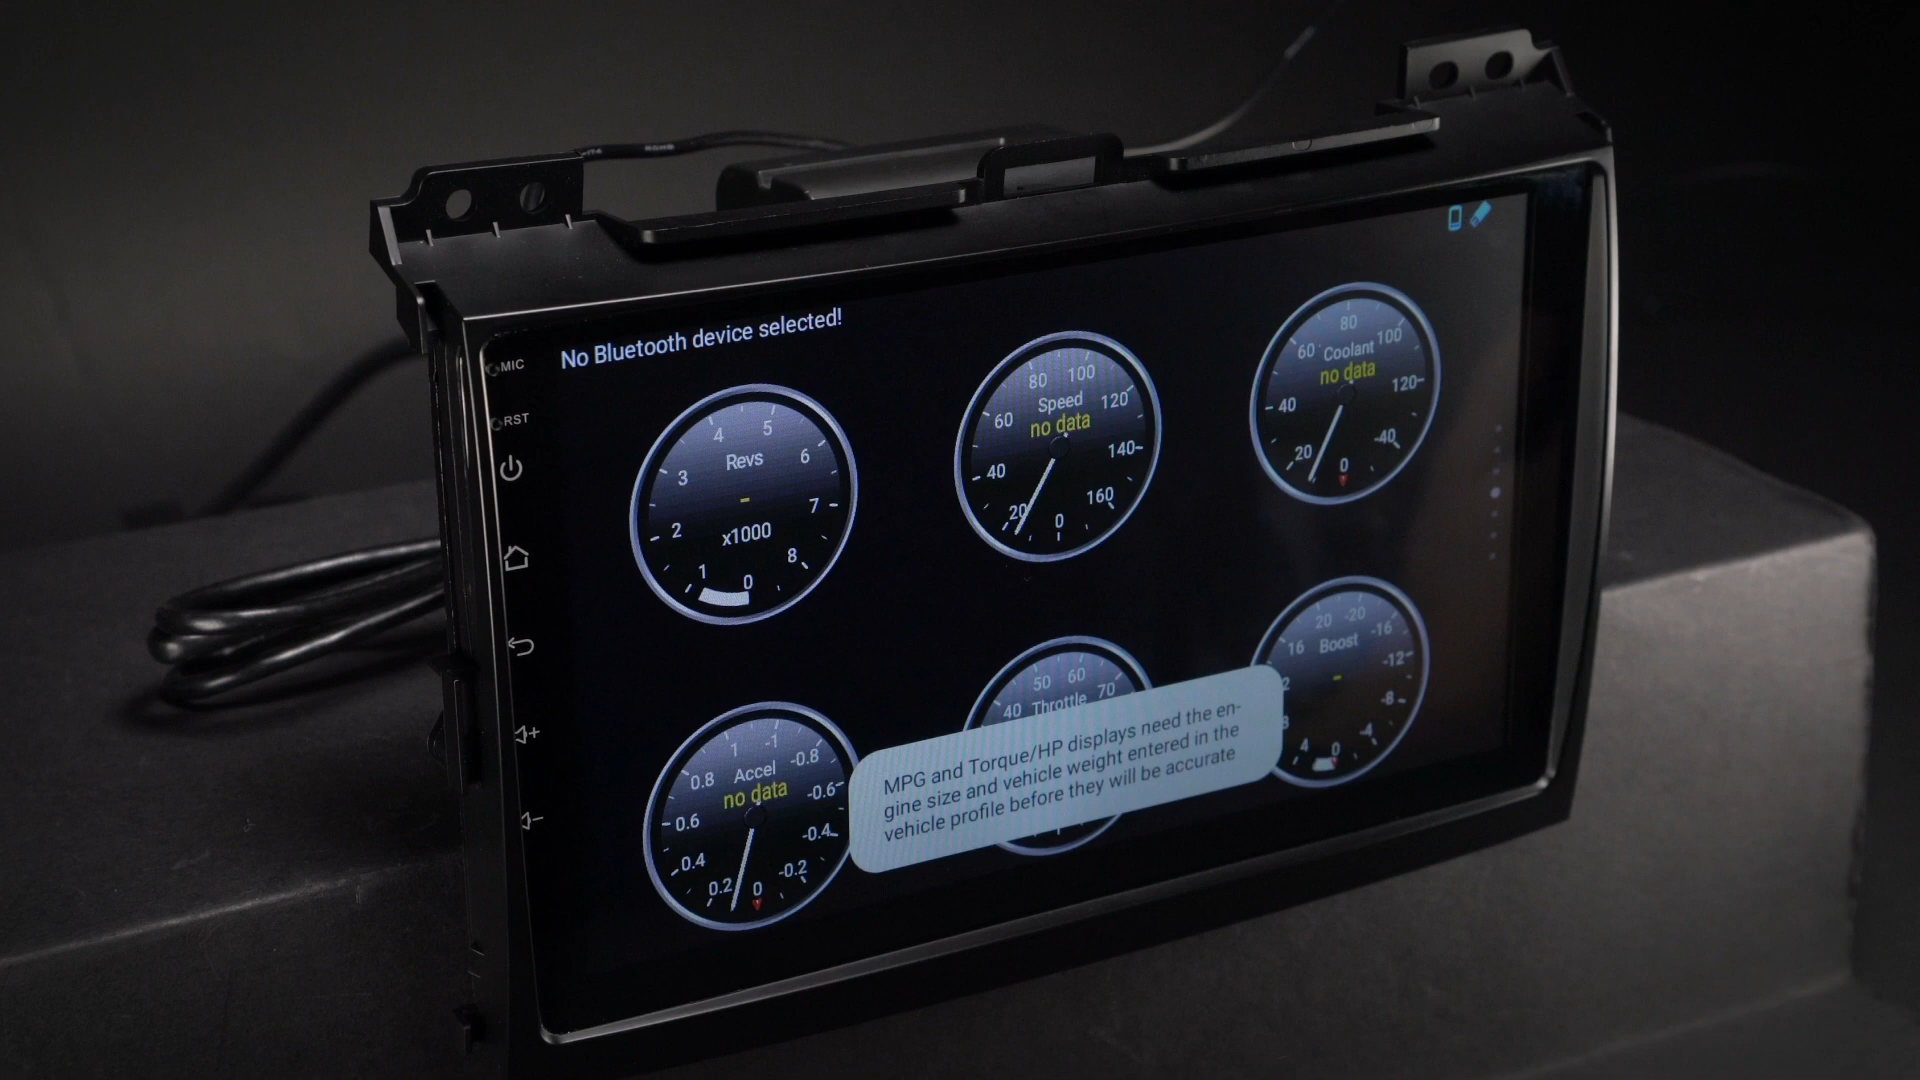 MIC
RST
No Bluetooth device selected!
4 5
3 6
Revs
-
2 7
x1000
1 0 8
80 100
60 Speed 120
no data
40 140
20 0 160
80
60 Coolant 100
no data
40 120
20 0 -40
1 -1
0.8 Accel -0.8
no data
0.6 -0.6
0.4 -0.4
0.2 0 -0.2
50 60
40 Throttle 70
20 -20
16 Boost -16
-
-12
-8
4 0 -4
MPG and Torque/HP displays need the en-
gine size and vehicle weight entered in the
vehicle profile before they will be accurate